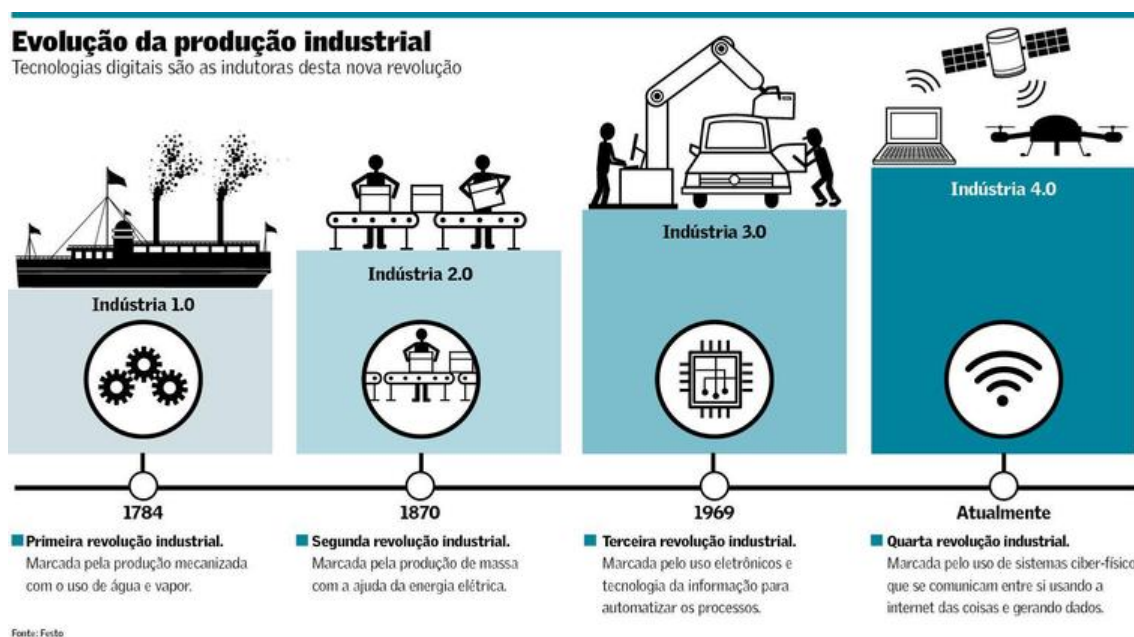 Evolução da produção industrial
Tecnologias digitais são as indutoras desta nova revolução
Indústria 1.0
Indústria 2.0
Indústria 3.0
Indústria 4.0
1784
1870
1969
Atualmente
Primeira revolução industrial.
Marcada pela produção mecanizada
com o uso de água e vapor.
Segunda revolução industrial.
Marcada pela produção de massa
com a ajuda da energia elétrica.
Terceira revolução industrial.
Marcada pelo uso eletrônicos e
tecnologia da informação para
automatizar os processos.
Quarta revolução industrial.
Marcada pelo uso de sistemas ciber-físico
que se comunicam entre si usando a
internet das coisas e gerando dados.
Fonte: Festo